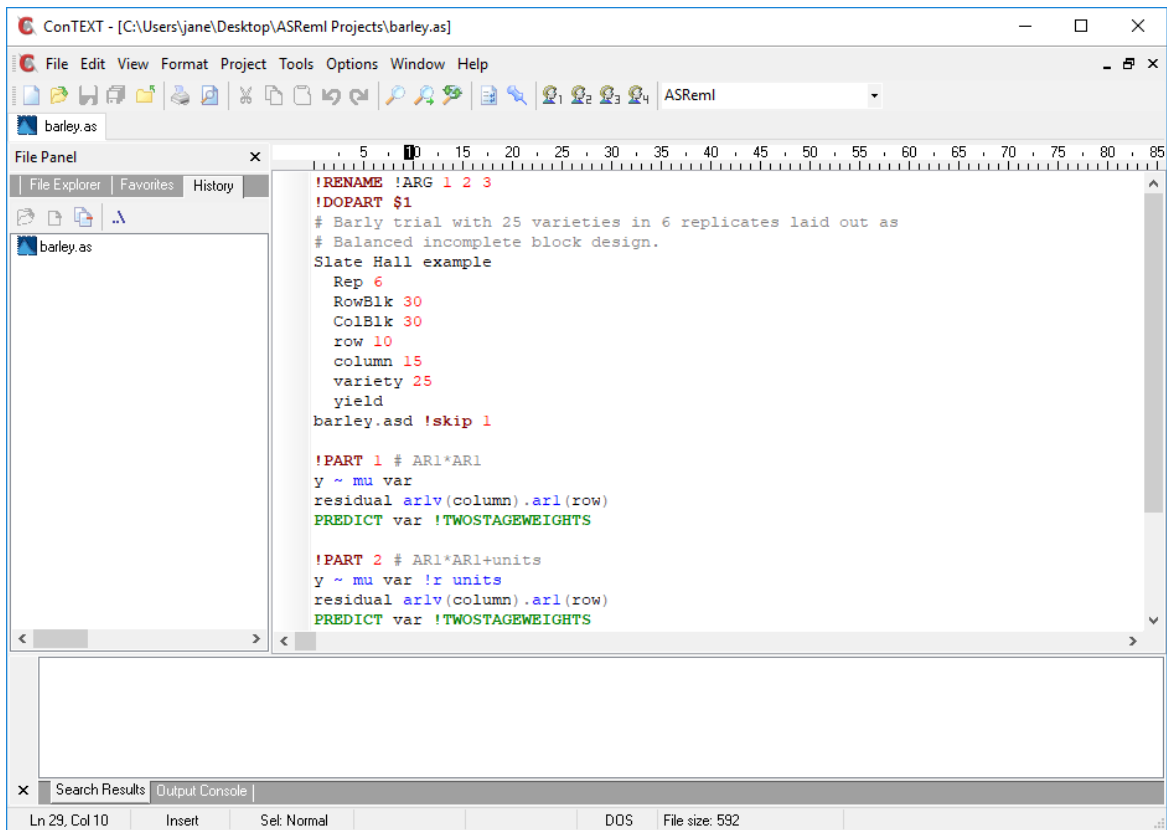 ConTEXT - [C:\Users\jane\Desktop\ASReml Projects\barley.as]
File Edit View Format Project Tools Options Window Help
1 2 3 4 ASReml
barley.as
File Panel
5 10 15 20 25 30 35 40 45 50 55 60 65 70 75 80 85
File Explorer Favorites History
barley.as
!RENAME !ARG 1 2 3
!DOPART $1
# Barly trial with 25 varieties in 6 replicates laid out as
# Balanced incomplete block design.
Slate Hall example
Rep 6
RowBlk 30
ColBlk 30
row 10
column 15
variety 25
yield
barley.asd !skip 1
!PART 1 # AR1*AR1
y ~ mu var
residual ar1v(column).ar1(row)
PREDICT var !TWOSTAGEWEIGHTS
!PART 2 # AR1*AR1+units
y ~ mu var !r units
residual ar1v(column).ar1(row)
PREDICT var !TWOSTAGEWEIGHTS
Search Results Output Console
Ln 29, Col 10 Insert Sel: Normal DOS File size: 592